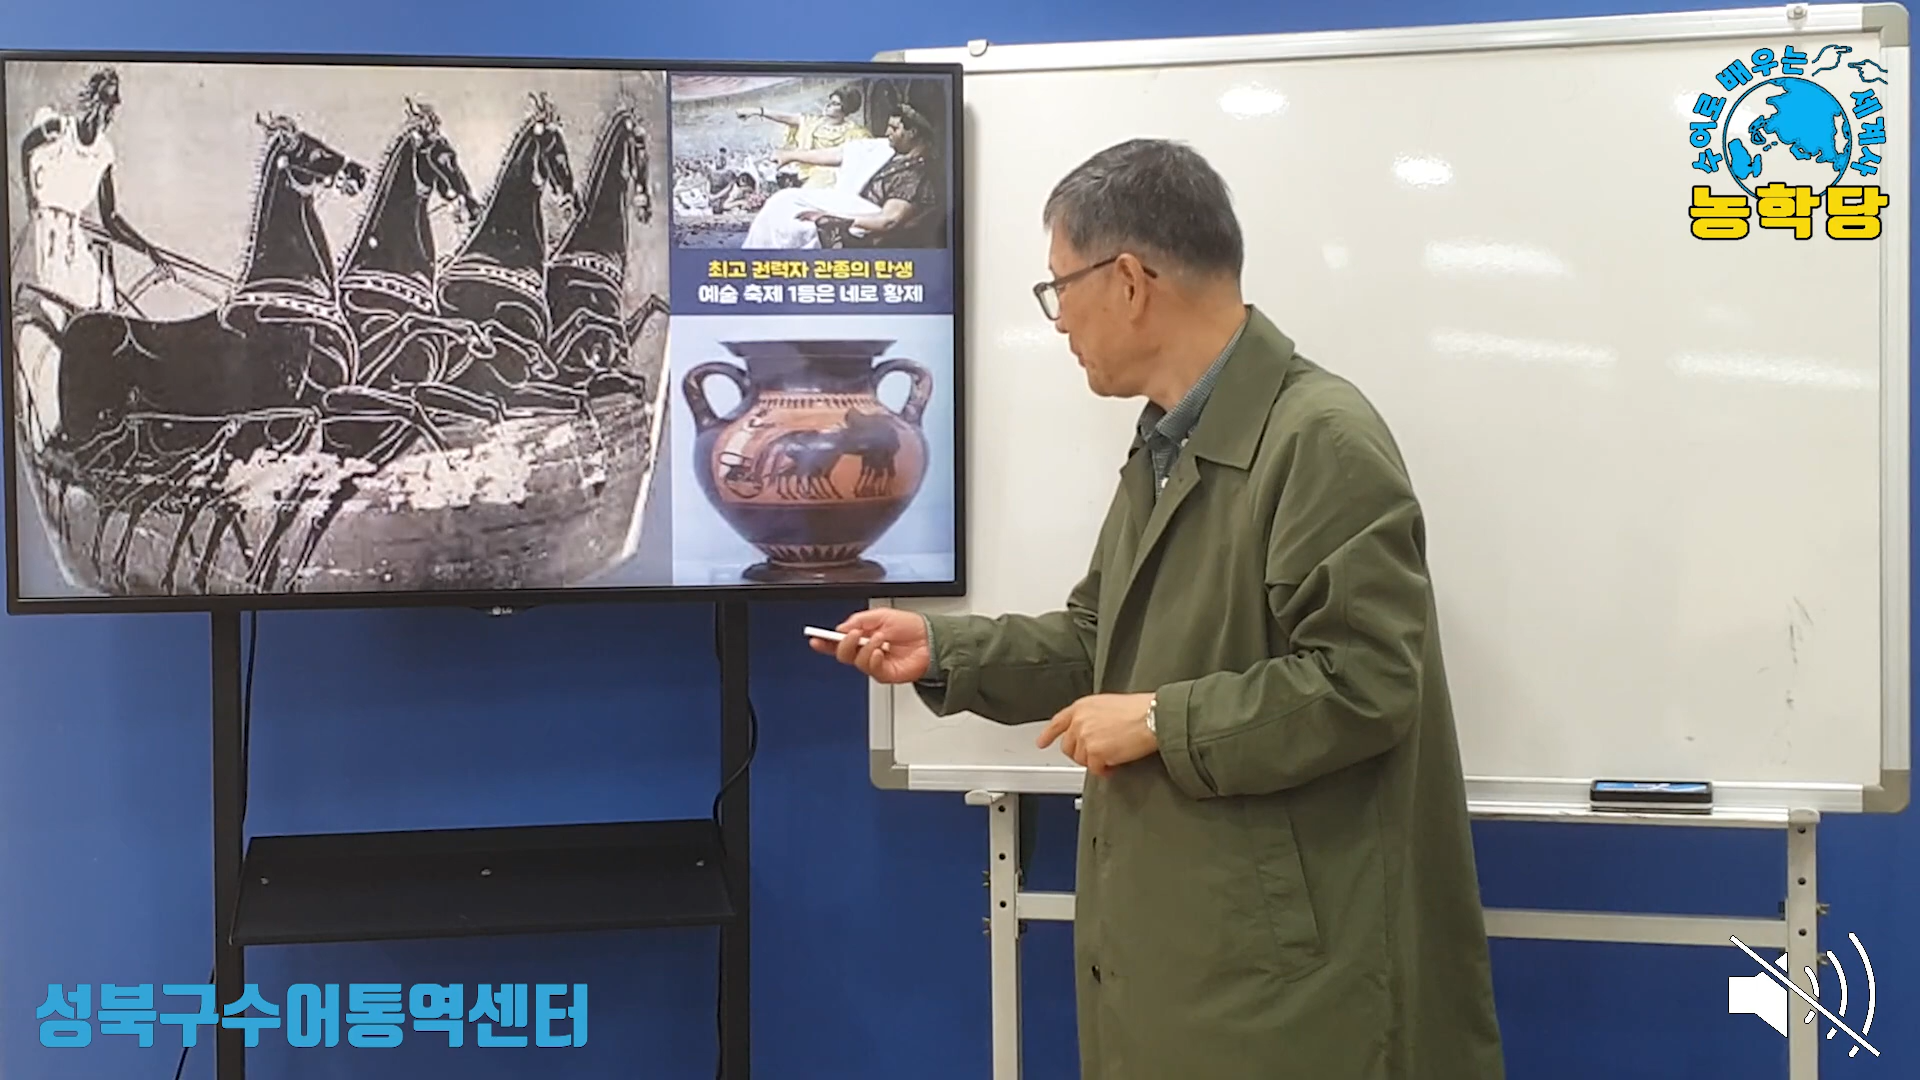 수어로 배우는 세계사
농학당
최고 권력자 관종의 탄생
예술 축제 1등은 네로 황제
LG
성북구수어통역센터